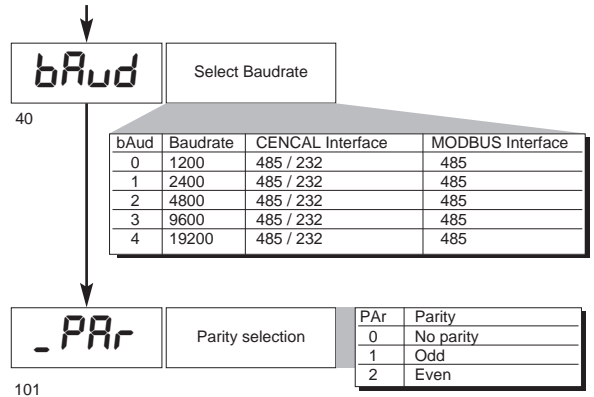 bAud
Select Baudrate
40
bAud Baudrate CENCAL Interface MODBUS Interface
0 1200 485 / 232 485
1 2400 485 / 232 485
2 4800 485 / 232 485
3 9600 485 / 232 485
4 19200 485 / 232 485
_PAr
Parity selection
PAr Parity
0 No parity
1 Odd
2 Even
101